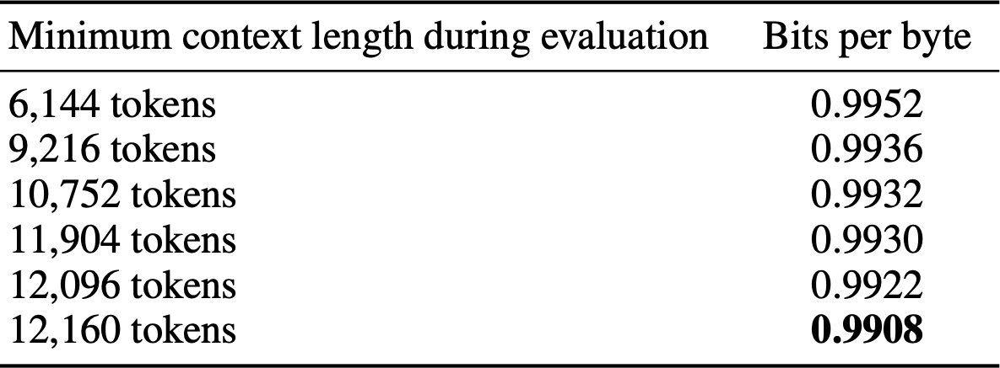 Minimum context length during evaluation Bits per byte
6,144 tokens 0.9952
9,216 tokens 0.9936
10,752 tokens 0.9932
11,904 tokens 0.9930
12,096 tokens 0.9922
12,160 tokens 0.9908